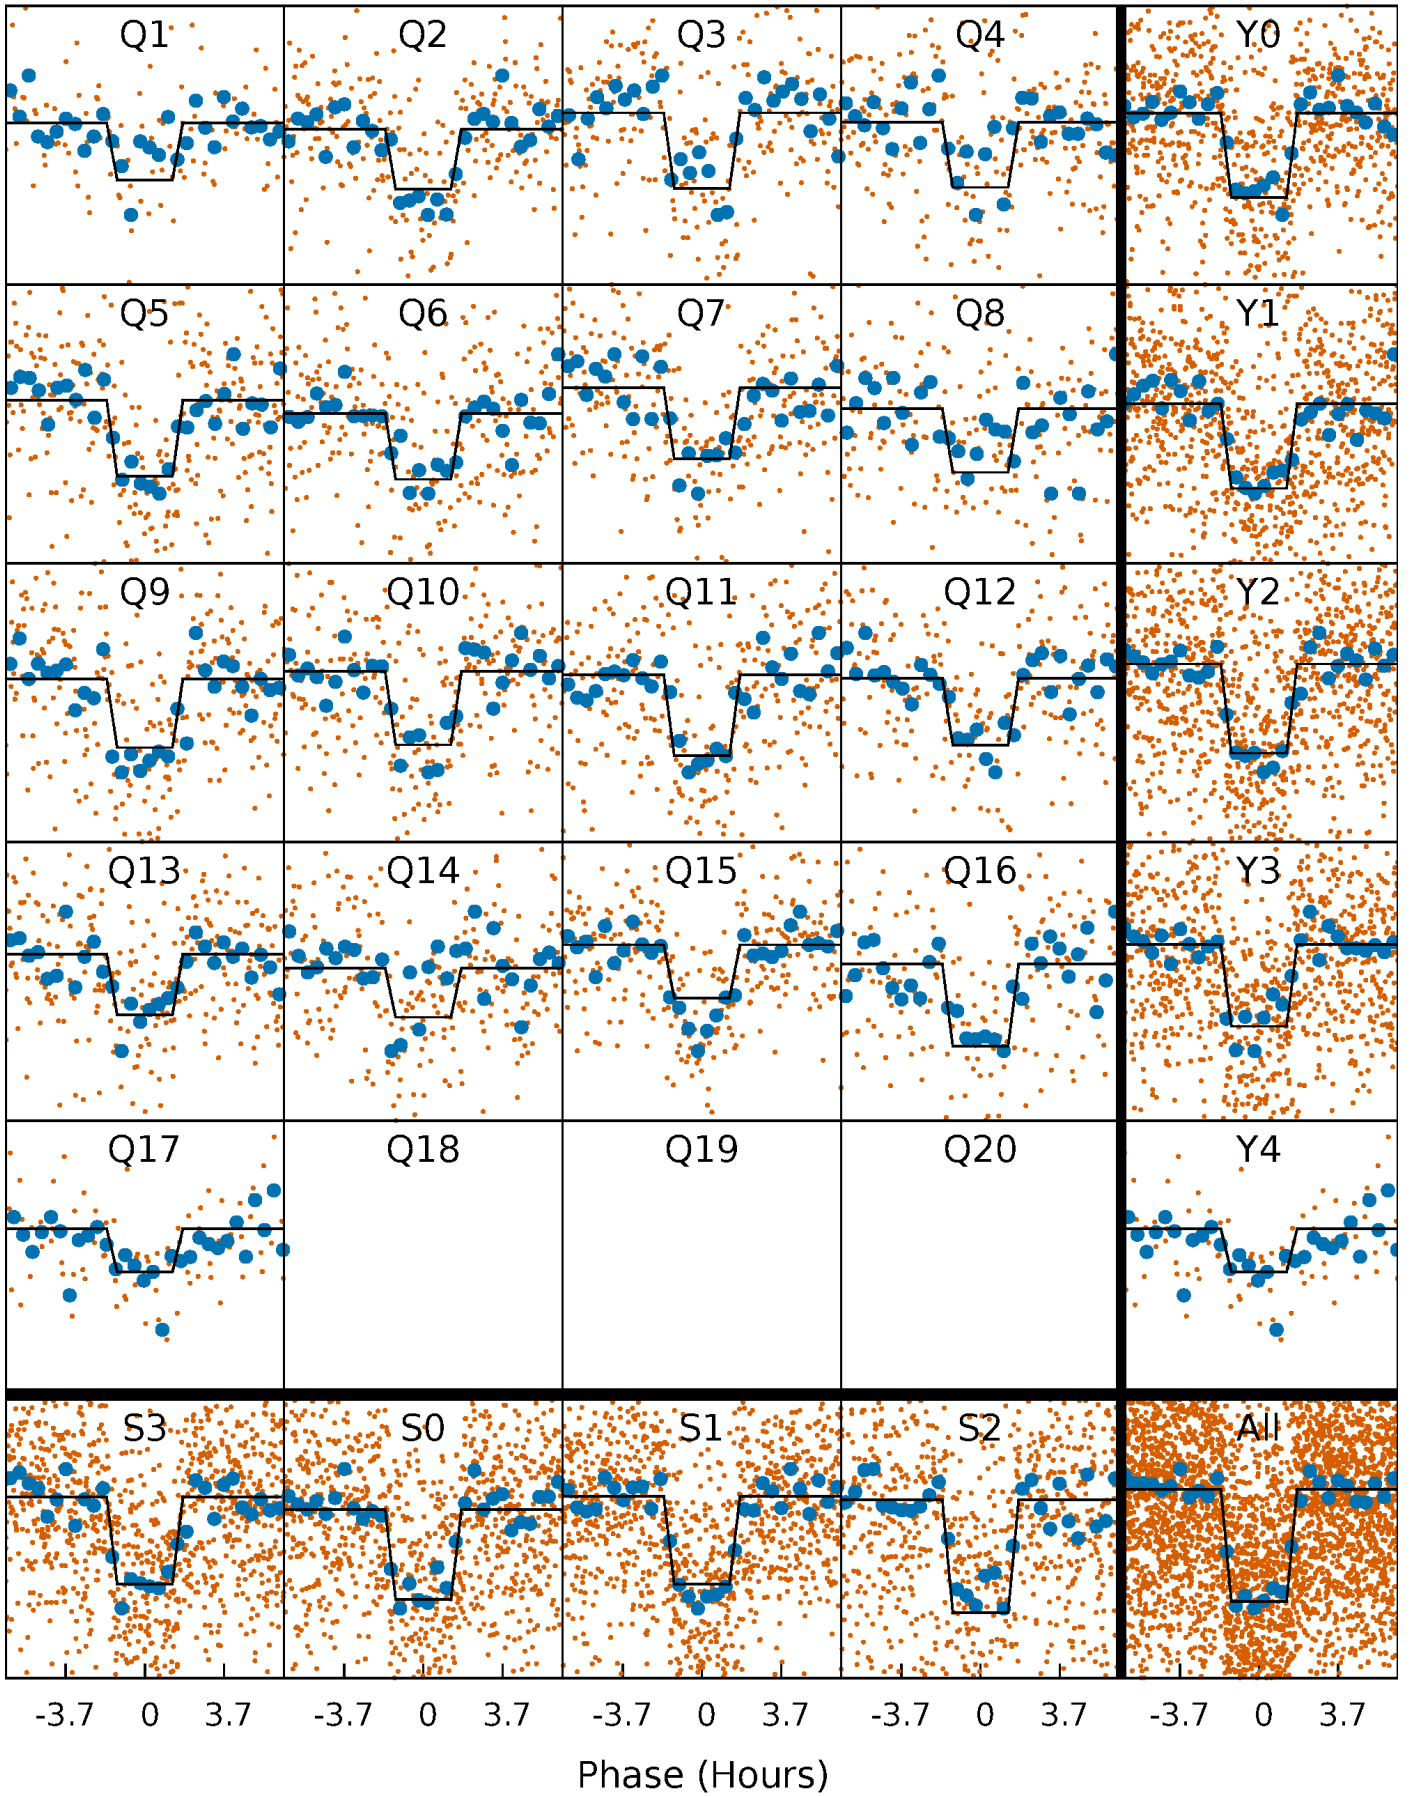 Q1 Q2 Q3 Q4 Y0
Q5 Q6 Q7 Q8 Y1
Q9 Q10 Q11 Q12 Y2
Q13 Q14 Q15 Q16 Y3
Q17 Q18 Q19 Q20 Y4
S3 S0 S1 S2 All
-3.7 0 3.7 -3.7 0 3.7 -3.7 0 3.7 -3.7 0 3.7 -3.7 0 3.7
Phase (Hours)